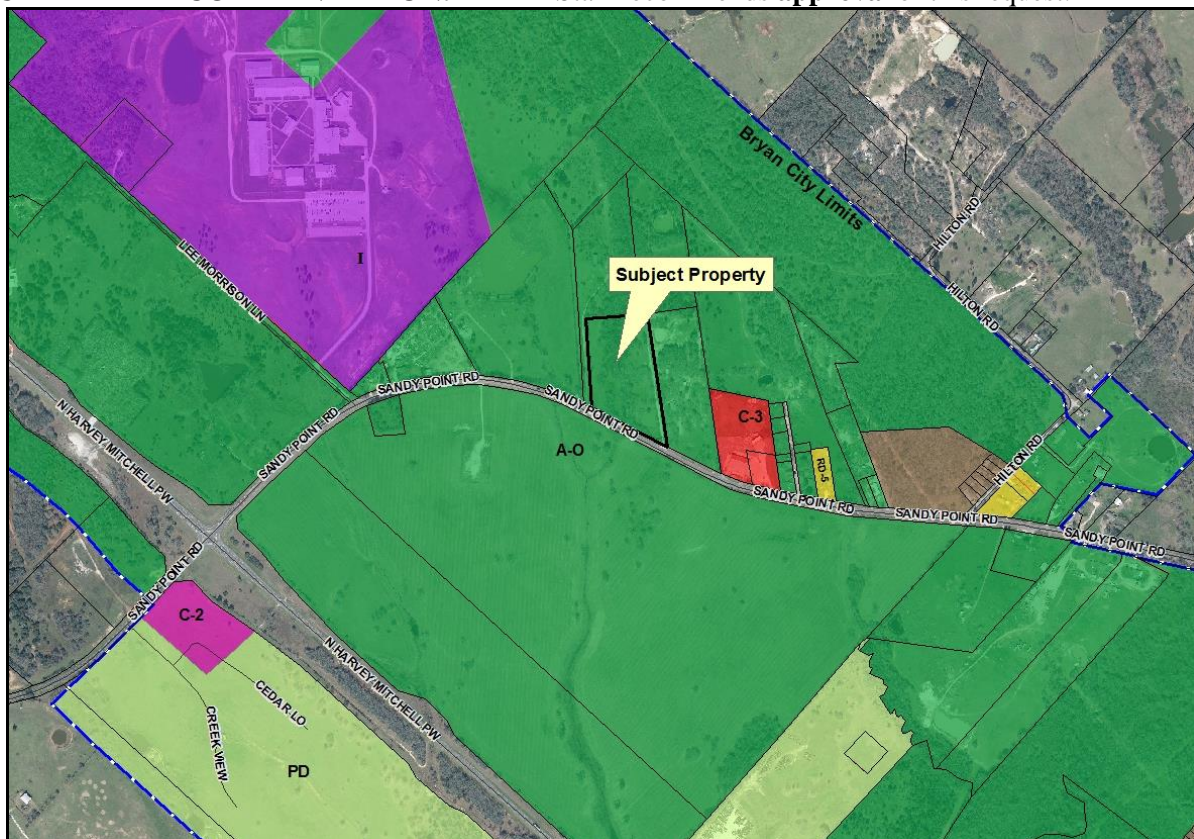 approval
Bryan City Limits
HILTON RD
HILTON RD
HILTON RD
Subject Property
LEE MORRISON LN
I
SANDY POINT RD
SANDY POINT RD
SANDY POINT RD
N HARVEY MITCHELL PW
A-O
C-3
RD-5
SANDY POINT RD
SANDY POINT RD
SANDY POINT RD
SANDY POINT RD
C-2
N HARVEY MITCHELL PW
CEDAR LO
CREEK VIEW
PD